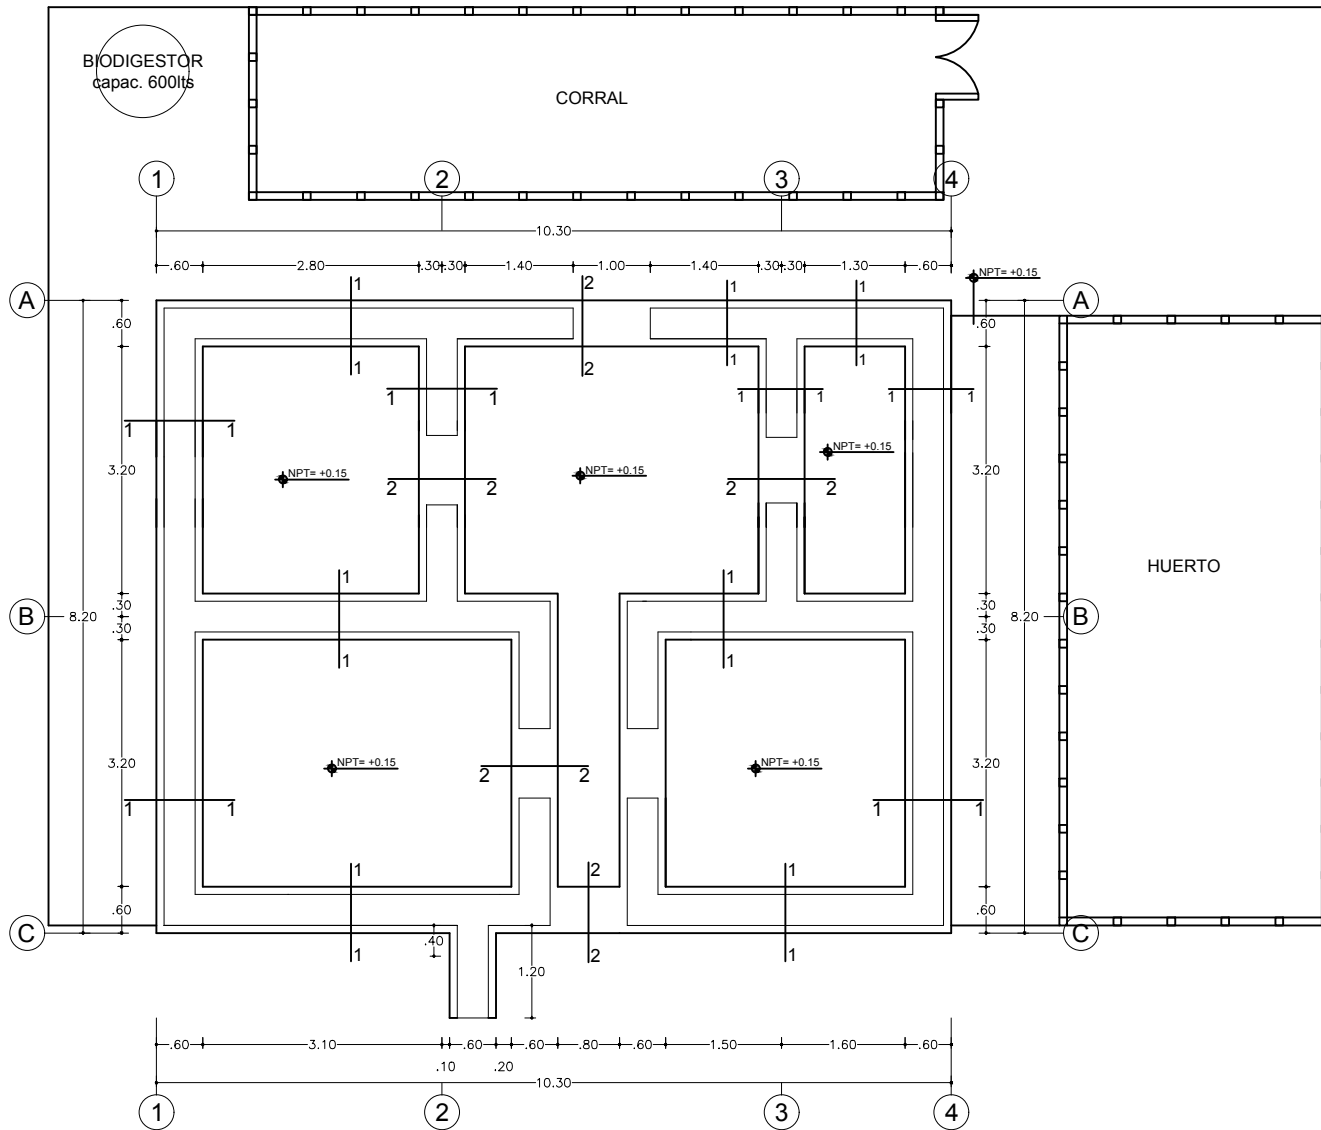 BIODIGESTOR
capac. 600lts
CORRAL
1 2 3 4
10.30
.60 2.80 .30 .30 1.40 1.00 1.40 .30 .30 1.30 .60
NPT= +0.15
A A
1 2 1 1
.60 .60
1 2 1 1
1 1 1 1 1 1
1 1
3.20 NPT= +0.15 NPT= +0.15 NPT= +0.15 3.20
2 2 2 2
HUERTO
1 1
.30 .30
B 8.20 8.20 B
.30 .30
1 1
3.20 NPT= +0.15 2 2 NPT= +0.15 3.20
1 1 1 1
1 2 1
.60 .60
C C
.40
1 2 1
1.20
.60 3.10 .60 .60 .80 .60 1.50 1.60 .60
.10 .20
10.30
1 2 3 4